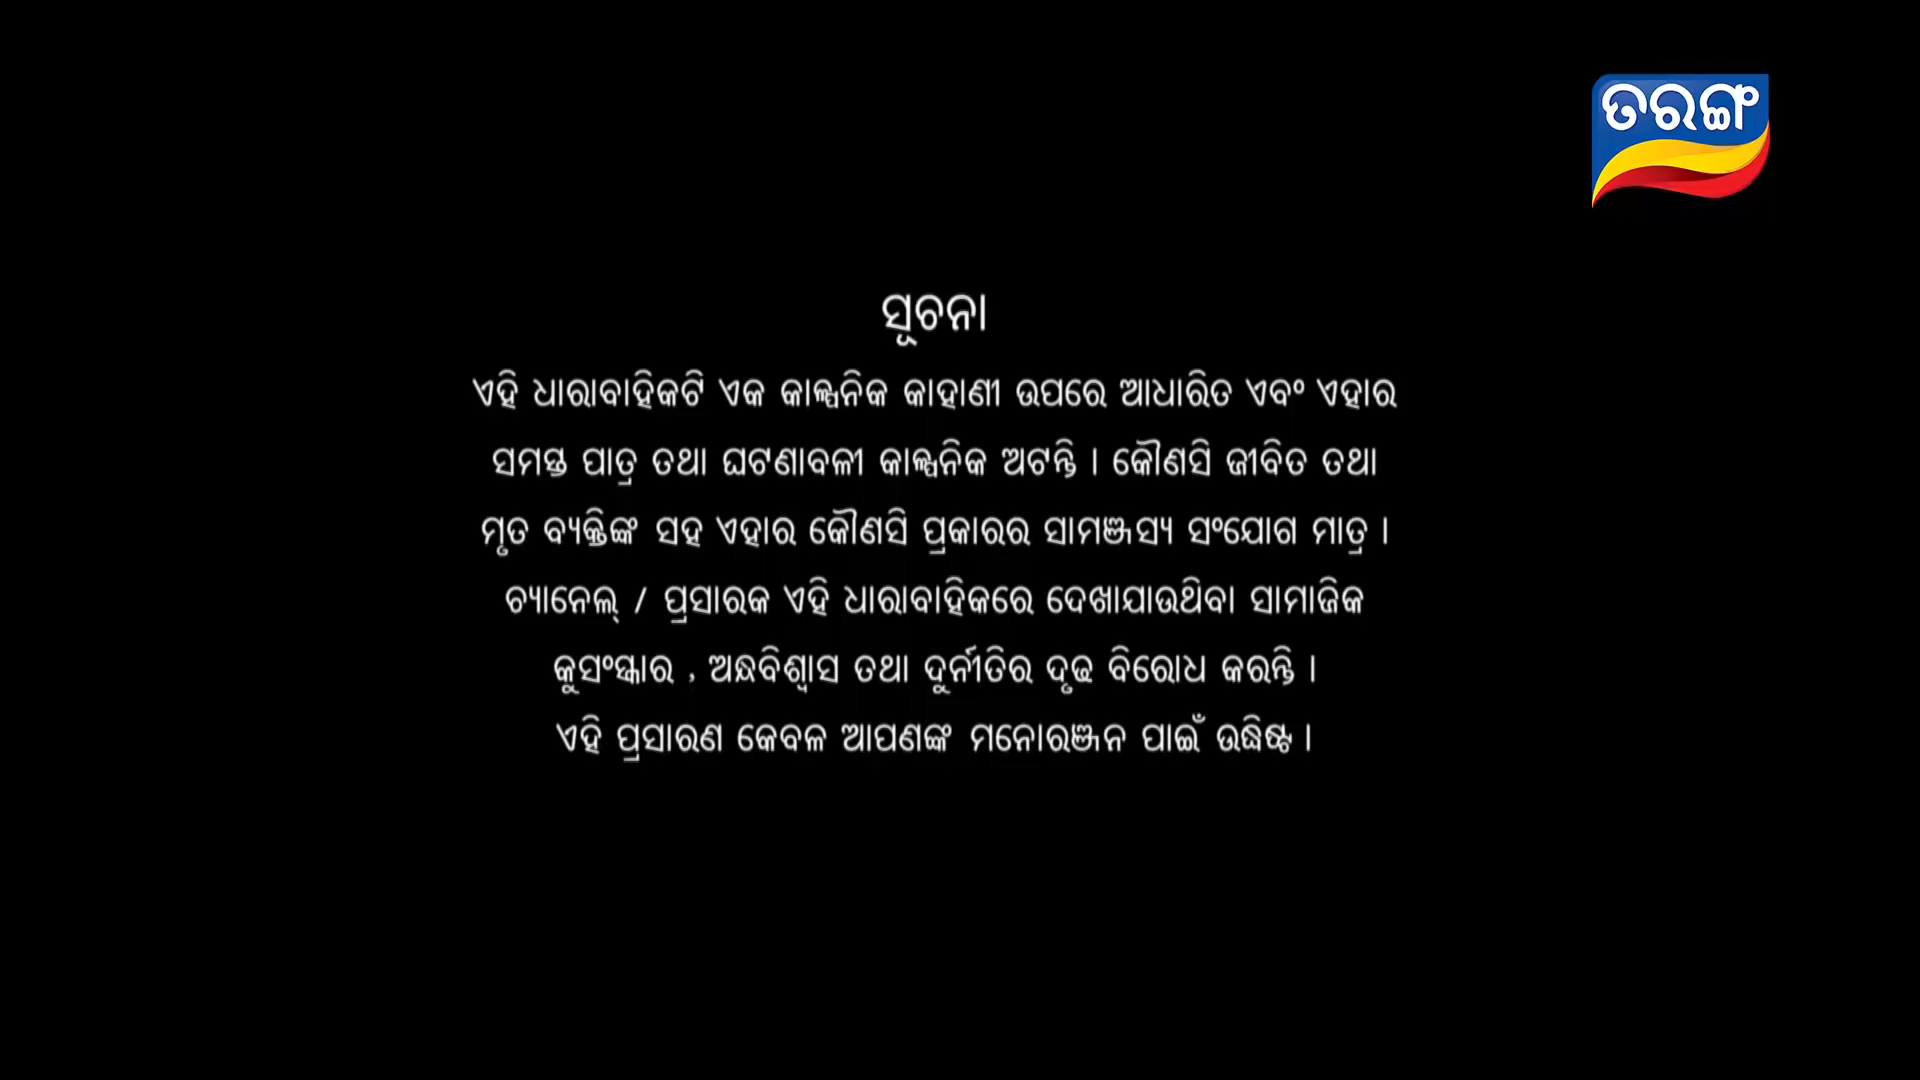 ତରଙ୍ଗ
ସୂଚନା
ଏହି ଧାରାବାହିକଟି ଏକ କାଳ୍ପନିକ କାହାଣୀ ଉପରେ ଆଧାରିତ ଏବଂ ଏହାର
ସମସ୍ତ ପାତ୍ର ତଥା ଘଟଣାବଳୀ କାଳ୍ପନିକ ଅଟନ୍ତି । କୌଣସି ଜୀବିତ ତଥା
ମୃତ ବ୍ୟକ୍ତିଙ୍କ ସହ ଏହାର କୌଣସି ପ୍ରକାରର ସାମଞ୍ଜସ୍ୟ ସଂଯୋଗ ମାତ୍ର ।
ଚ୍ୟାନେଲ୍ / ପ୍ରସାରକ ଏହି ଧାରାବାହିକରେ ଦେଖାଯାଉଥିବା ସାମାଜିକ
କୁସଂସ୍କାର , ଅନ୍ଧବିଶ୍ୱାସ ତଥା ଦୁର୍ନୀତିର ଦୃଢ ବିରୋଧ କରନ୍ତି ।
ଏହି ପ୍ରସାରଣ କେବଳ ଆପଣଙ୍କ ମନୋରଞ୍ଜନ ପାଇଁ ଉଦ୍ଧିଷ୍ଟ ।